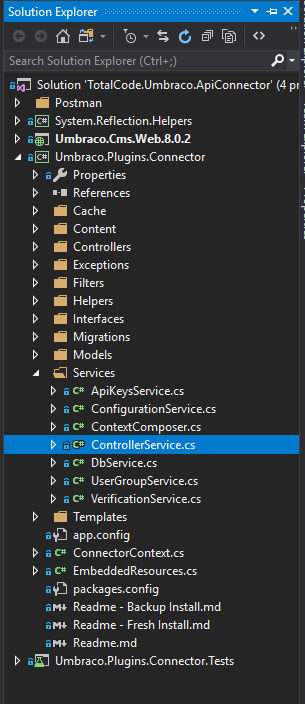 Solution Explorer
Search Solution Explorer (Ctrl+;)
Solution 'TotalCode.Umbraco.ApiConnector' (4 pr
Postman
C# System.Reflection.Helpers
Umbraco.Cms.Web.8.0.2
C# Umbraco.Plugins.Connector
Properties
References
Cache
Content
Controllers
Exceptions
Filters
Helpers
Interfaces
Migrations
Models
Services
C# ApiKeysService.cs
C# ConfigurationService.cs
C# ContextComposer.cs
C# ControllerService.cs
C# DbService.cs
C# UserGroupService.cs
C# VerificationService.cs
Templates
app.config
C# ConnectorContext.cs
C# EmbeddedResources.cs
packages.config
M↓ Readme - Backup Install.md
M↓ Readme - Fresh Install.md
M↓ Readme.md
Umbraco.Plugins.Connector.Tests